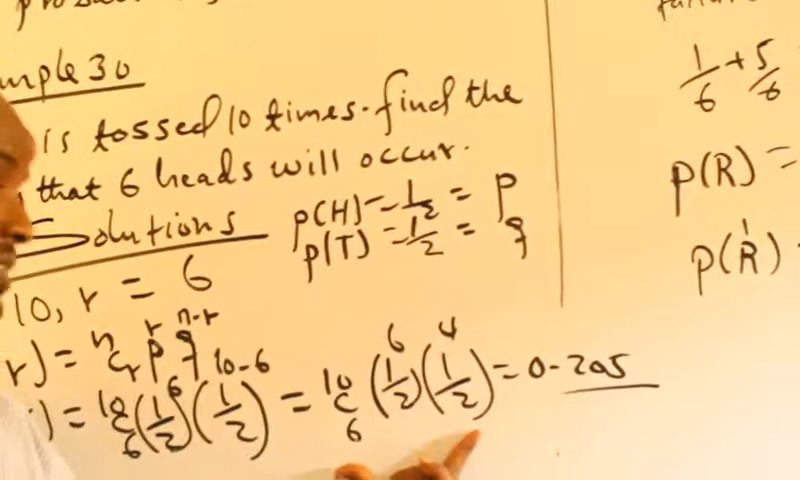 mple 30
is tossed 10 times. find the
that 6 heads will occur.
Solutions
p(H) = 1/2 = p
p(T) = 1/2 = q
10, r = 6
r) = ⁿCᵣ pʳ qⁿ⁻ʳ
) = ¹⁰C₆ (1/2)⁶ (1/2)¹⁰⁻⁶ = ¹⁰C₆ (1/2)⁶ (1/2)⁴ = 0.205
1/6 + 5/6
p(R) =
p(R̍)